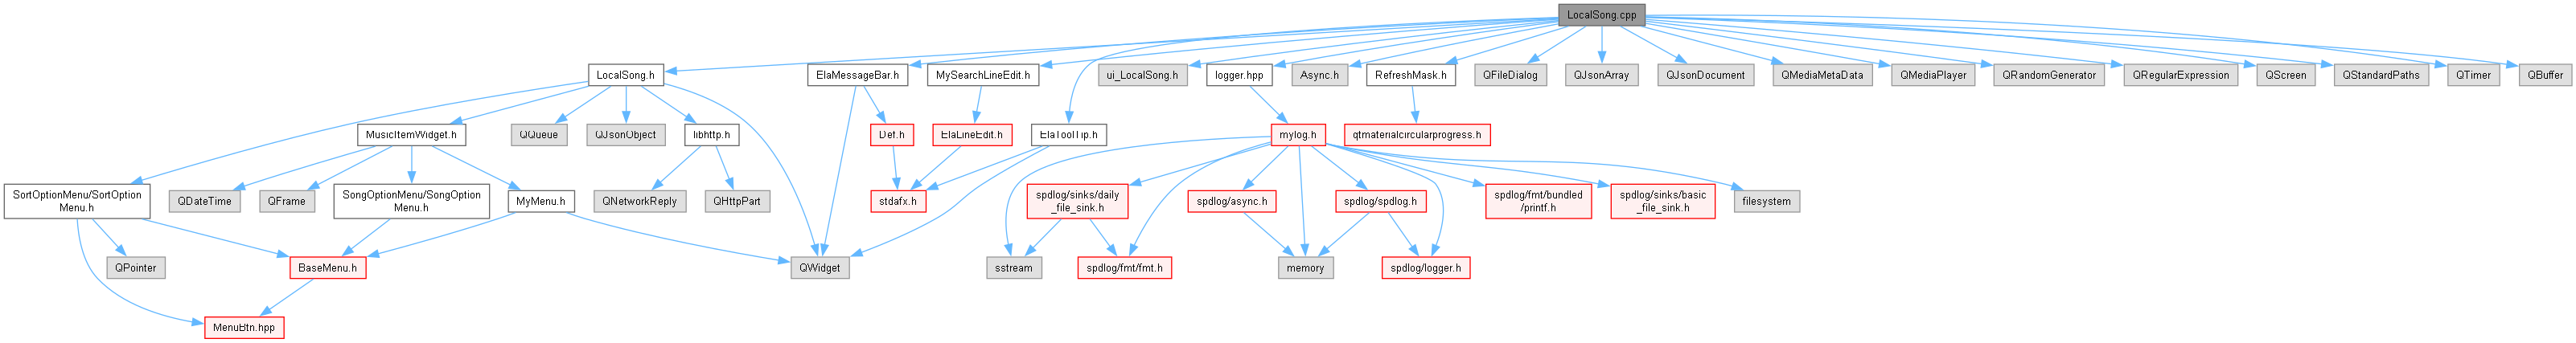 LocalSong.cpp
LocalSong.h
ElaMessageBar.h
MySearchLineEdit.h
ui_LocalSong.h
logger.hpp
Async.h
RefreshMask.h
QFileDialog
QJsonArray
QJsonDocument
QMediaMetaData
QMediaPlayer
QRandomGenerator
QRegularExpression
QScreen
QStandardPaths
QTimer
QBuffer
MusicItemWidget.h
QQueue
QJsonObject
libhttp.h
Def.h
ElaLineEdit.h
ElaToolTip.h
mylog.h
qtmaterialcircularprogress.h
SortOptionMenu/SortOption
Menu.h
QDateTime
QFrame
SongOptionMenu/SongOption
Menu.h
MyMenu.h
QNetworkReply
QHttpPart
stdafx.h
spdlog/sinks/daily
_file_sink.h
spdlog/async.h
spdlog/spdlog.h
spdlog/fmt/bundled
/printf.h
spdlog/sinks/basic
_file_sink.h
filesystem
QPointer
BaseMenu.h
QWidget
sstream
spdlog/fmt/fmt.h
memory
spdlog/logger.h
MenuBtn.hpp